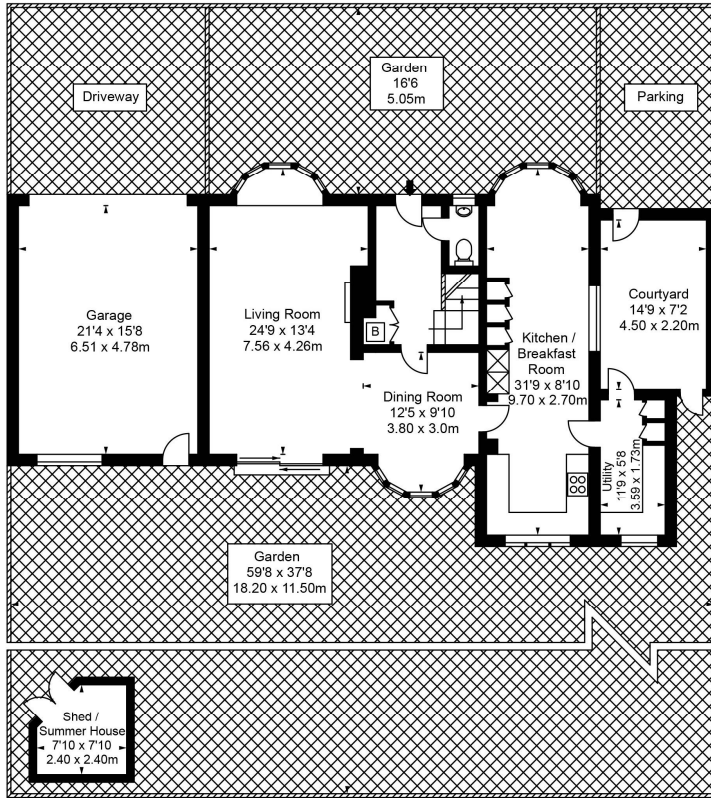 Driveway
Garden
16'6
5.05m
Parking
Garage
21'4 x 15'8
6.51 x 4.78m
Living Room
24'9 x 13'4
7.56 x 4.26m
B
Dining Room
12'5 x 9'10
3.80 x 3.0m
Kitchen /
Breakfast
Room
31'9 x 8'10
9.70 x 2.70m
Courtyard
14'9 x 7'2
4.50 x 2.20m
Utility
11'9 x 5'8
3.59 x 1.73m
Garden
59'8 x 37'8
18.20 x 11.50m
Shed /
Summer House
7'10 x 7'10
2.40 x 2.40m